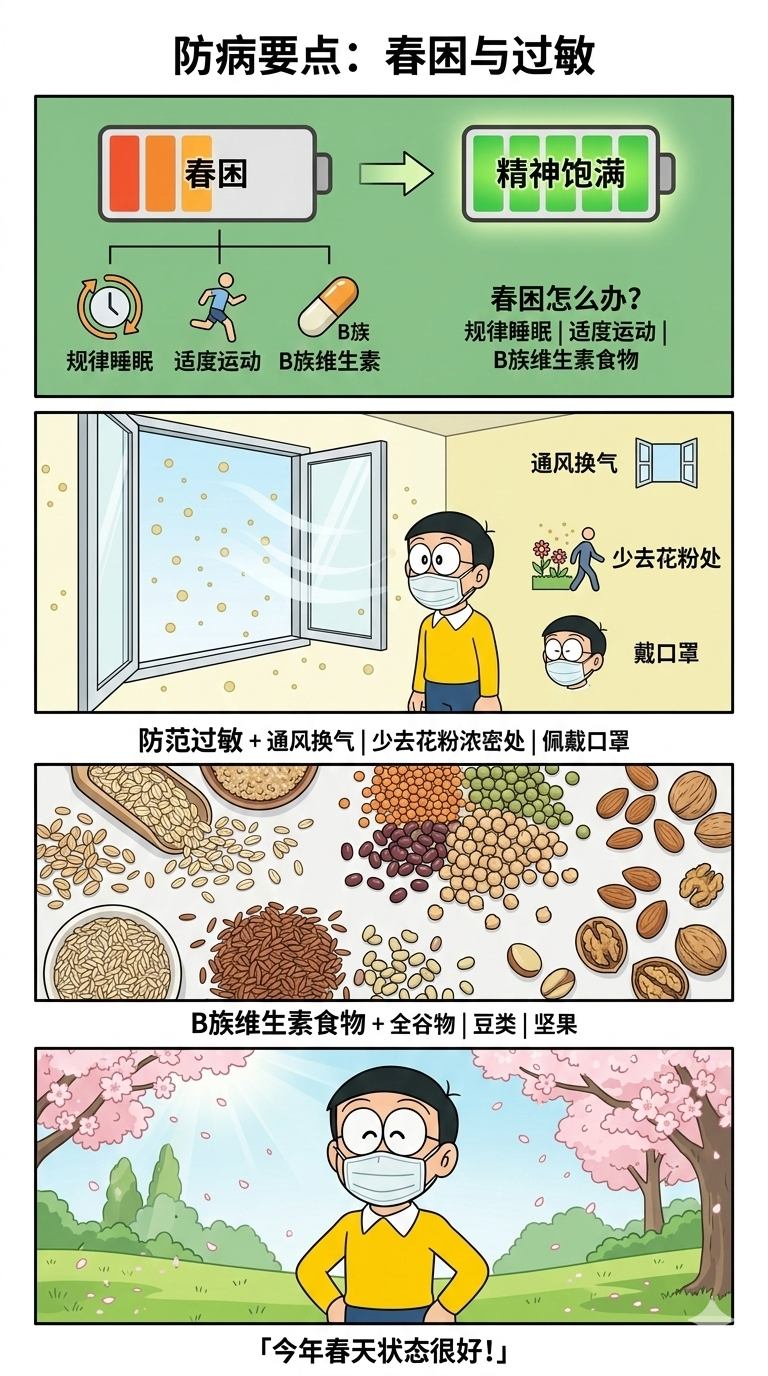 防病要点：春困与过敏
春困
精神饱满
B族
规律睡眠
适度运动
B族维生素
春困怎么办？
规律睡眠 | 适度运动 |
B族维生素食物
通风换气
少去花粉处
戴口罩
防范过敏 + 通风换气 | 少去花粉浓密处 | 佩戴口罩
B族维生素食物 + 全谷物 | 豆类 | 坚果
「今年春天状态很好！」